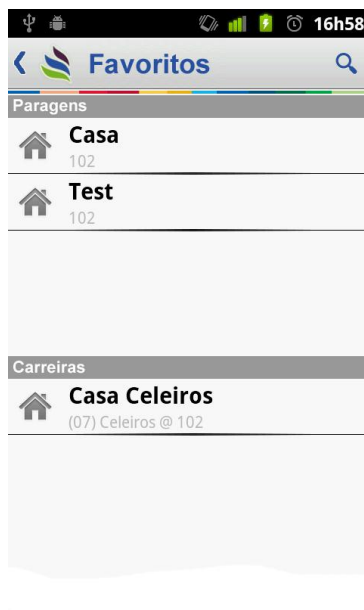 16h58
Favoritos
Paragens
Casa
102
Test
102
Carreiras
Casa Celeiros
(07) Celeiros @ 102